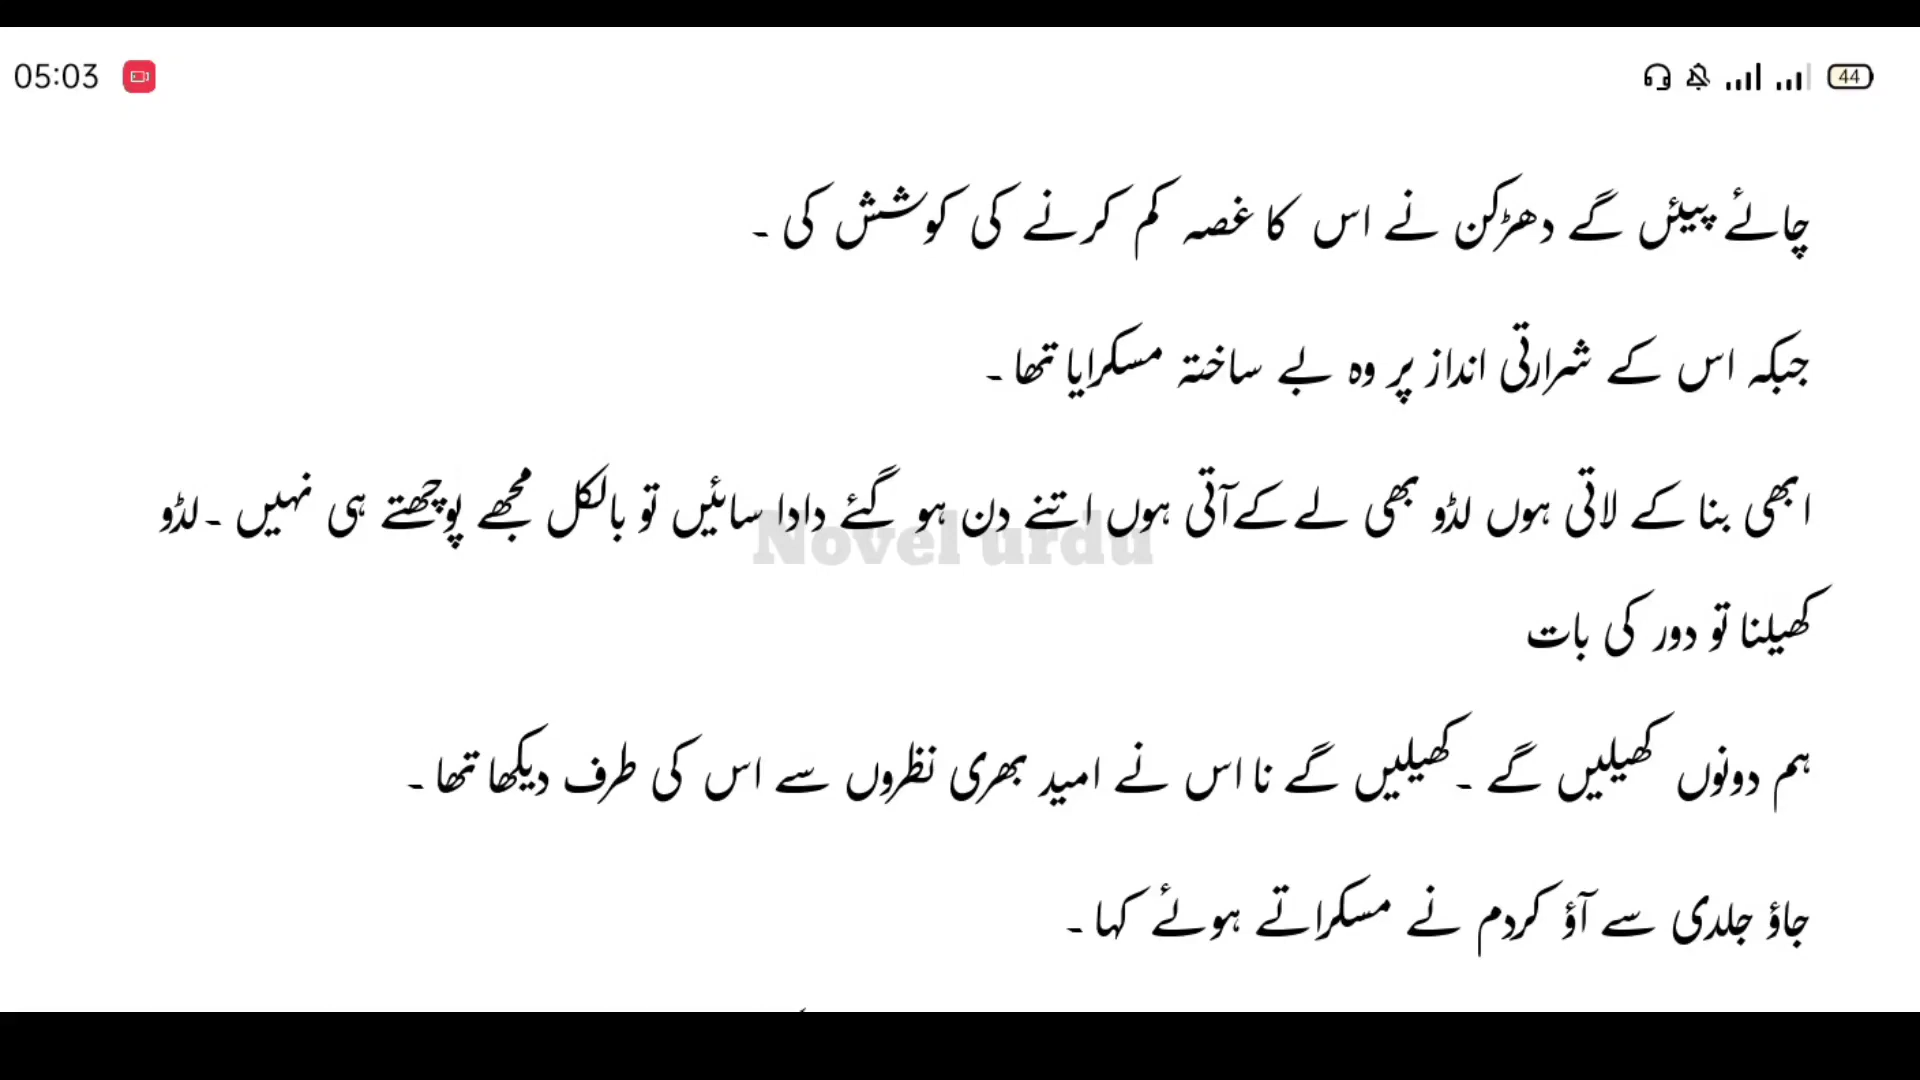 05:03
44
چائے پیئں گے دھڑکن نے اس کا غصہ کم کرنے کی کوشش کی ۔
جبکہ اس کے شرارتی انداز پر وہ بے ساختہ مسکرایا تھا ۔
ابھی بنا کے لاتی ہوں لڈو بھی لے کے آتی ہوں اتنے دن ہو گئے دادا سائیں تو بالکل مجھے پوچھتے ہی نہیں ۔ لڈو
Novel urdu
کھیلنا تو دور کی بات
ہم دونوں کھیلیں گے ۔ کھیلیں گے نا اس نے امید بھری نظروں سے اس کی طرف دیکھا تھا ۔
جاؤ جلدی سے آؤ کردم نے مسکراتے ہوئے کہا ۔